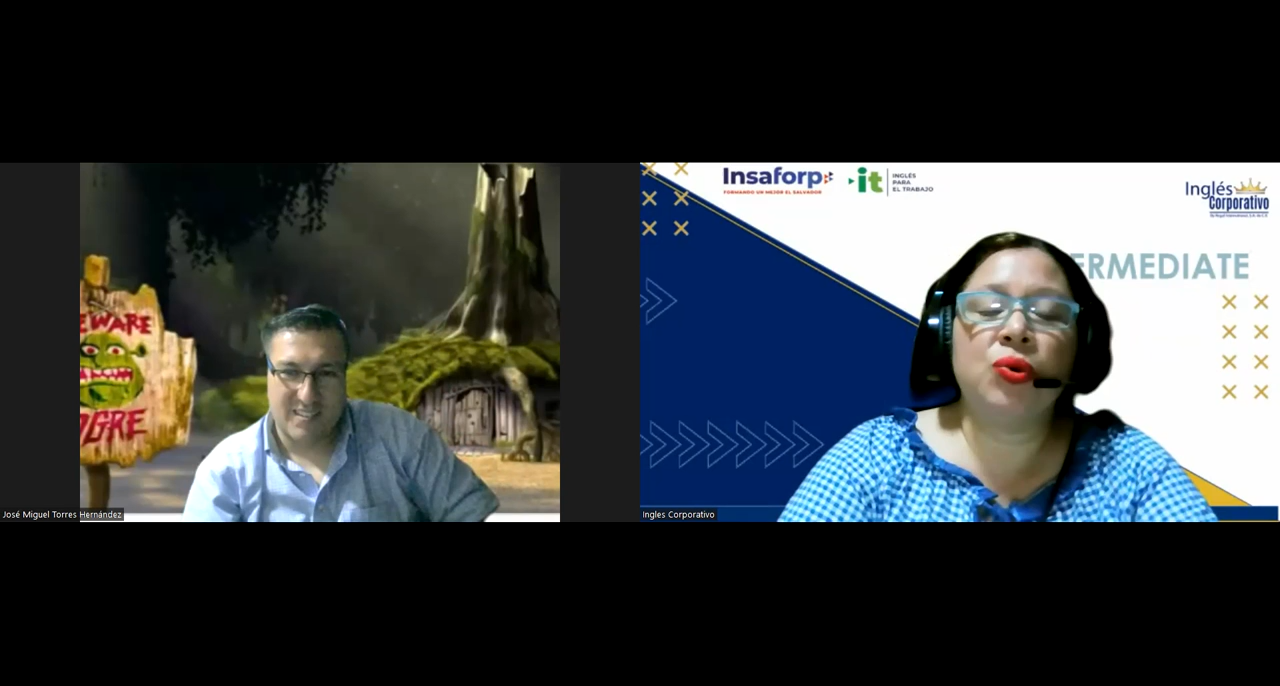 EWARE
OGRE
José Miguel Torres Hernández
Insaforp
FORMANDO UN MEJOR EL SALVADOR
it
INGLÉS
PARA
EL TRABAJO
Inglés
Corporativo
ERMEDIATE
Ingles Corporativo